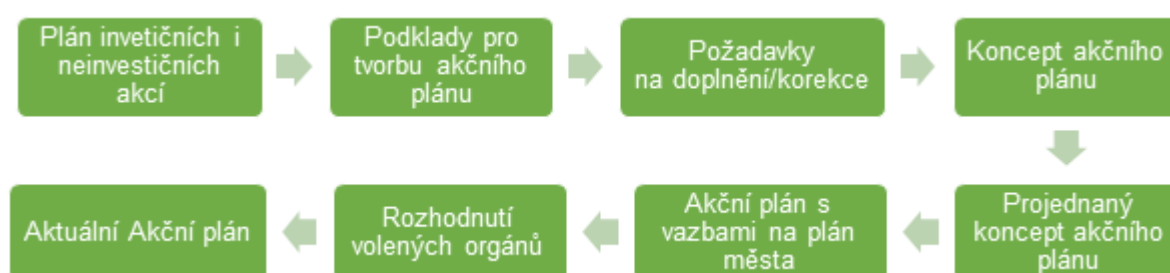 Plán invetičních i
neinvestičních
akcí
Podklady pro
tvorbu akčního
plánu
Požadavky
na doplnění/korekce
Koncept akčního
plánu
Projednaný
koncept akčního
plánu
Akční plán s
vazbami na plán
města
Rozhodnutí
volených orgánů
Aktuální Akční plán